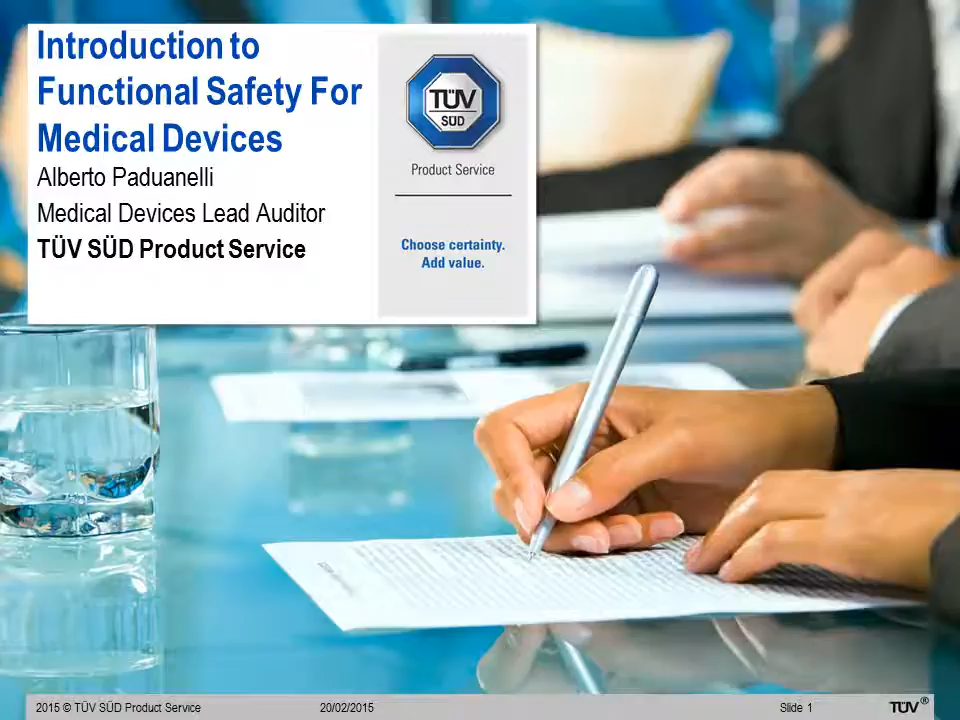 Introduction to
Functional Safety For
Medical Devices
Alberto Paduanelli
Medical Devices Lead Auditor
TÜV SÜD Product Service
TÜV
SÜD
Product Service
Choose certainty.
Add value.
2015 © TÜV SÜD Product Service
20/02/2015
Slide 1
TÜV®